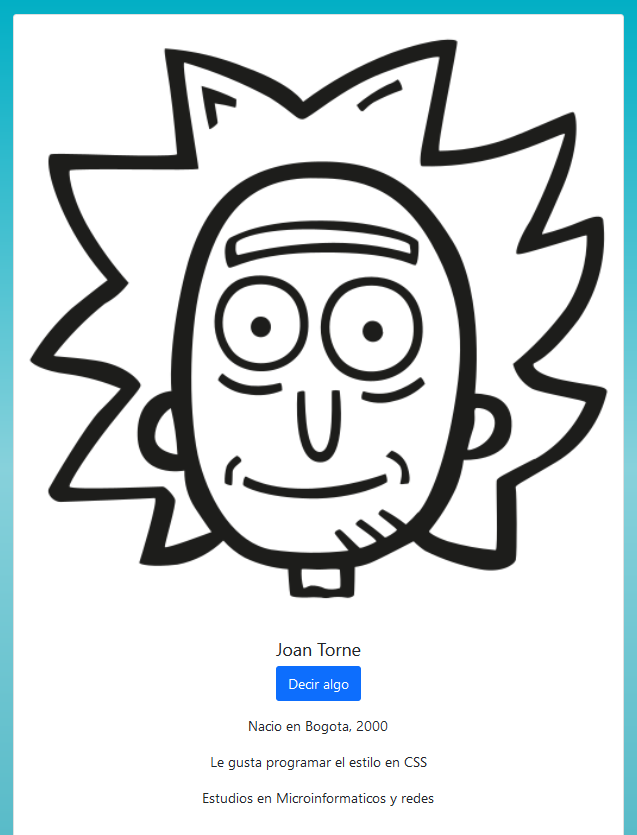 Joan Torne
Decir algo
Nacio en Bogota, 2000
Le gusta programar el estilo en CSS
Estudios en Microinformaticos y redes